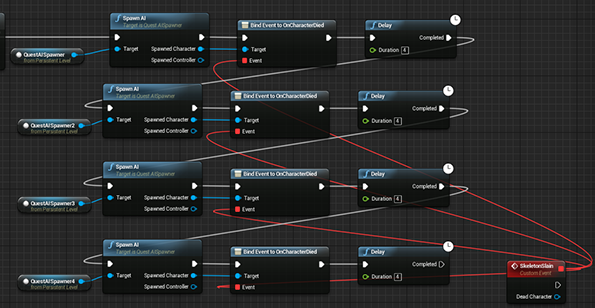 Spawn AI
Target is Quest AISpawner
Bind Event to OnCharacterDied
Delay
QuestAISpawner
from Persistent Level
Target
Spawned Character
Spawned Controller
Target
Event
Completed
Duration 4
Spawn AI
Target is Quest AISpawner
Bind Event to OnCharacterDied
Delay
QuestAISpawner2
from Persistent Level
Target
Spawned Character
Spawned Controller
Target
Event
Completed
Duration 4
Spawn AI
Target is Quest AISpawner
Bind Event to OnCharacterDied
Delay
QuestAISpawner3
from Persistent Level
Target
Spawned Character
Spawned Controller
Target
Event
Completed
Duration 4
Spawn AI
Target is Quest AISpawner
Bind Event to OnCharacterDied
Delay
QuestAISpawner4
from Persistent Level
Target
Spawned Character
Spawned Controller
Target
Event
Completed
Duration 4
SkeletonSlain
Custom Event
Dead Character